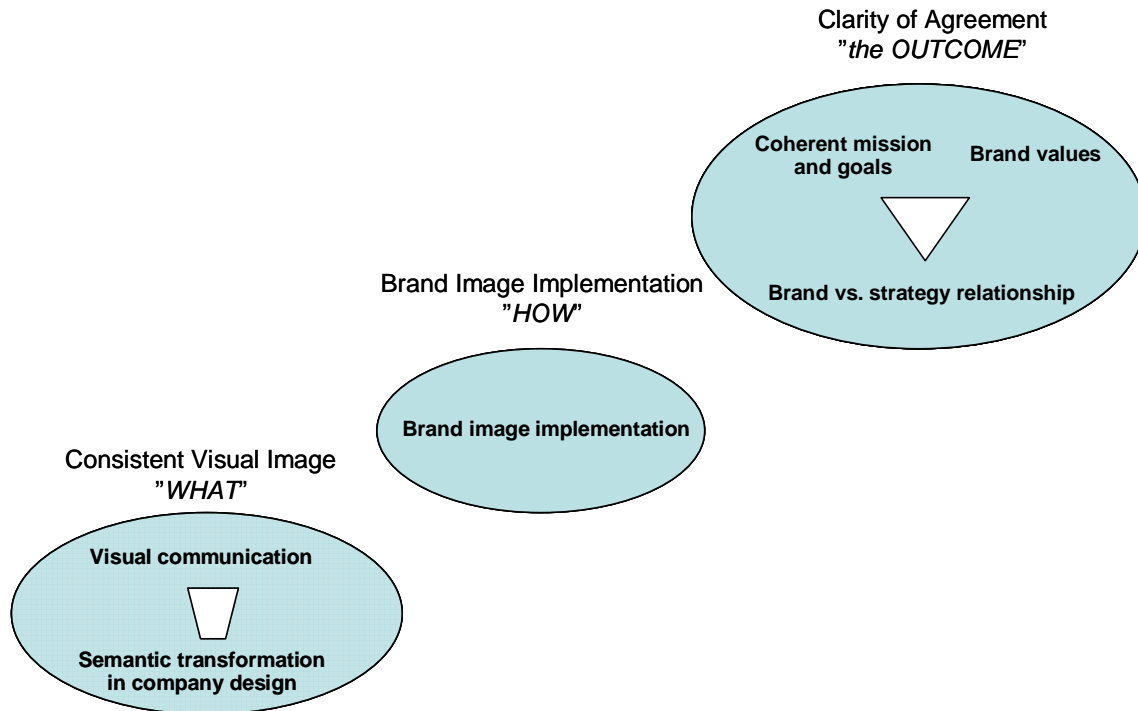 Clarity of Agreement
”the OUTCOME”
Coherent mission
and goals
Brand values
Brand vs. strategy relationship
Brand Image Implementation
”HOW”
Brand image implementation
Consistent Visual Image
”WHAT”
Visual communication
Semantic transformation
in company design